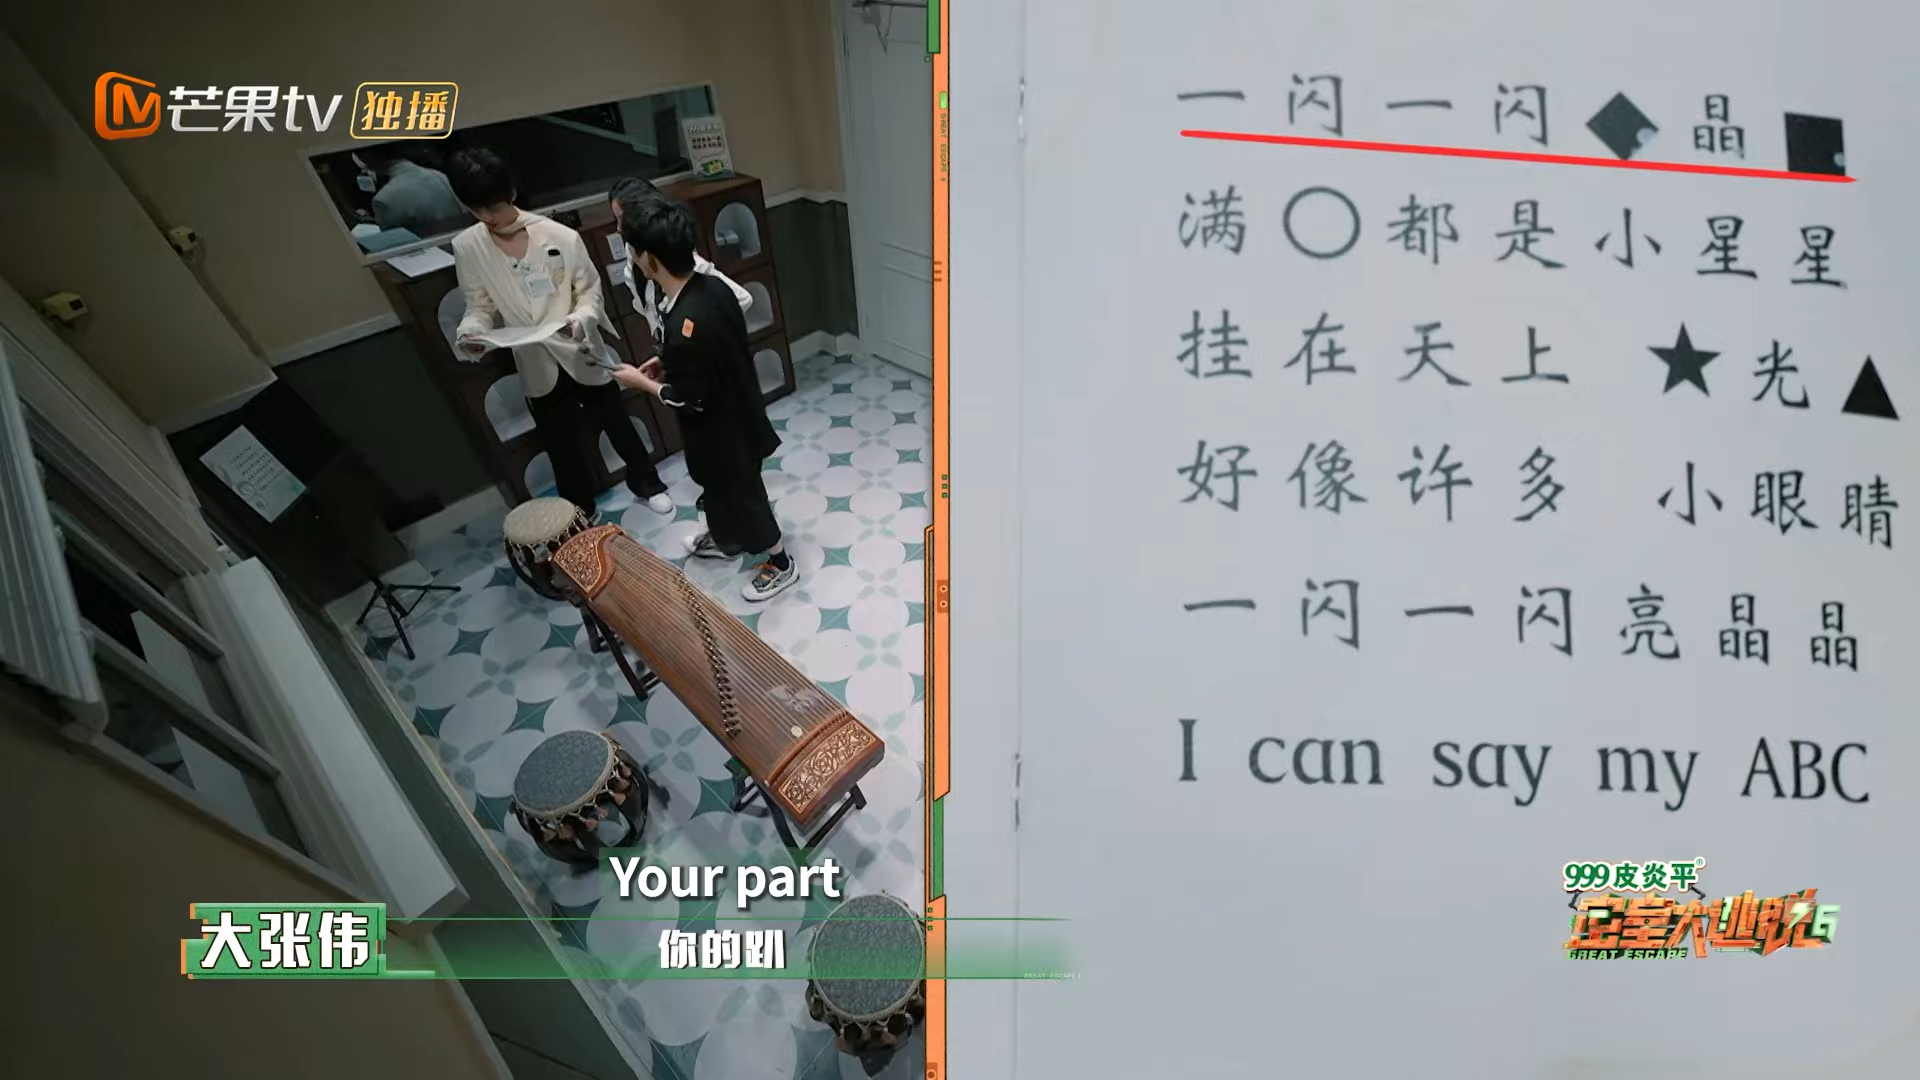 芒果tv 独播
一闪一闪◆晶■
满○都是小星星
挂在天上★光▲
好像许多 小眼睛
一闪一闪亮晶晶
I can say my ABC
Your part
大张伟
你的趴
999皮炎平
密室大逃脱6
GREAT ESCAPE